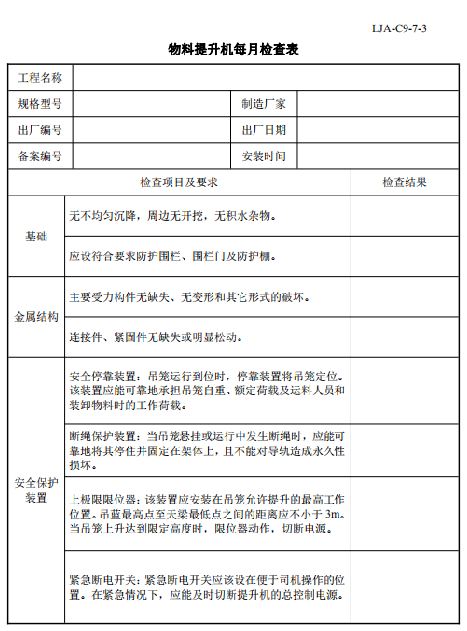 LJA-C9-7-3
物料提升机每月检查表
工程名称
规格型号 制造厂家
出厂编号 出厂日期
备案编号 安装时间
检查项目及要求 检查结果
基础
无不均匀沉降，周边无开挖，无积水杂物。
应设符合要求防护围栏、围栏门及防护棚。
金属结构
主要受力构件无缺失、无变形和其它形式的破坏。
连接件、紧固件无缺失或明显松动。
安全保护
装置
安全停靠装置：吊笼运行到位时，停靠装置将吊笼定位。
该装置应能可靠地承担吊笼自重、额定荷载及运料人员和
装卸物料时的工作荷载。
断绳保护装置：当吊笼悬挂或运行中发生断绳时，应能可
靠地将其停住并固定在架体上，且不能对导轨造成永久性
损坏。
上极限限位器：该装置应安装在吊笼允许提升的最高工作
位置。吊蓝最高点至天梁最低点之间的距离应不小于3m。
当吊笼上升达到限定高度时，限位器动作，切断电源。
紧急断电开关：紧急断电开关应该设在便于司机操作的位
置。在紧急情况下，应能及时切断提升机的总控制电源。